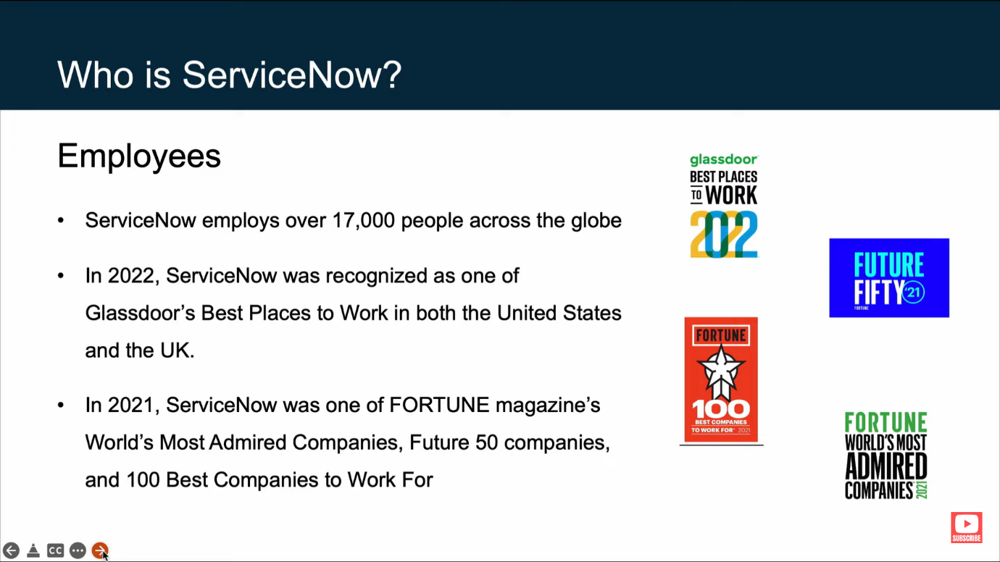 Who is ServiceNow?
Employees
• ServiceNow employs over 17,000 people across the globe
• In 2022, ServiceNow was recognized as one of
Glassdoor’s Best Places to Work in both the United States
and the UK.
• In 2021, ServiceNow was one of FORTUNE magazine’s
World’s Most Admired Companies, Future 50 companies,
and 100 Best Companies to Work For
glassdoor
BEST PLACES
TO WORK
2022
FUTURE
FIFTY '21
FORTUNE
FORTUNE
100
BEST COMPANIES
TO WORK FOR® 2021
FORTUNE
WORLD'S MOST
ADMIRED
COMPANIES 2021
SUBSCRIBE
CC